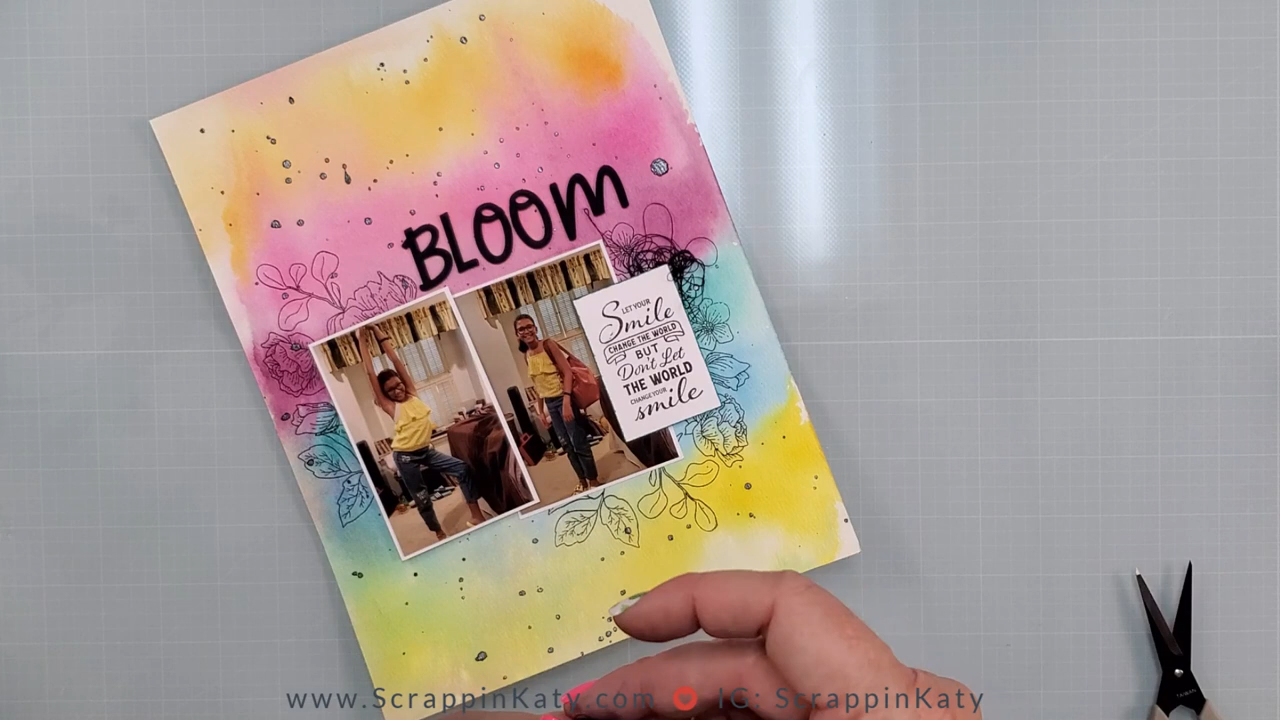 BLOOM
LET YOUR
Smile
CHANGE THE WORLD
BUT
Don't Let
THE WORLD
CHANGE YOUR
smile
TAIWAN
www.ScrappinKaty.com IG: ScrappinKaty